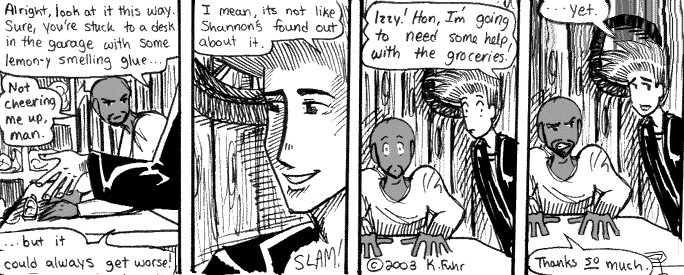 Alright, look at it this way.
Sure, you're stuck to a desk
in the garage with some
lemon-y smelling glue...
Not
cheering
me up,
man.
...but it
could always get worse!
I mean, its not like
Shannon's found out
about it.
SLAM!
Izzy! Hon, I'm going
to need some help
with the groceries.
©2003 K.Fuhr
...yet.
Thanks so much.